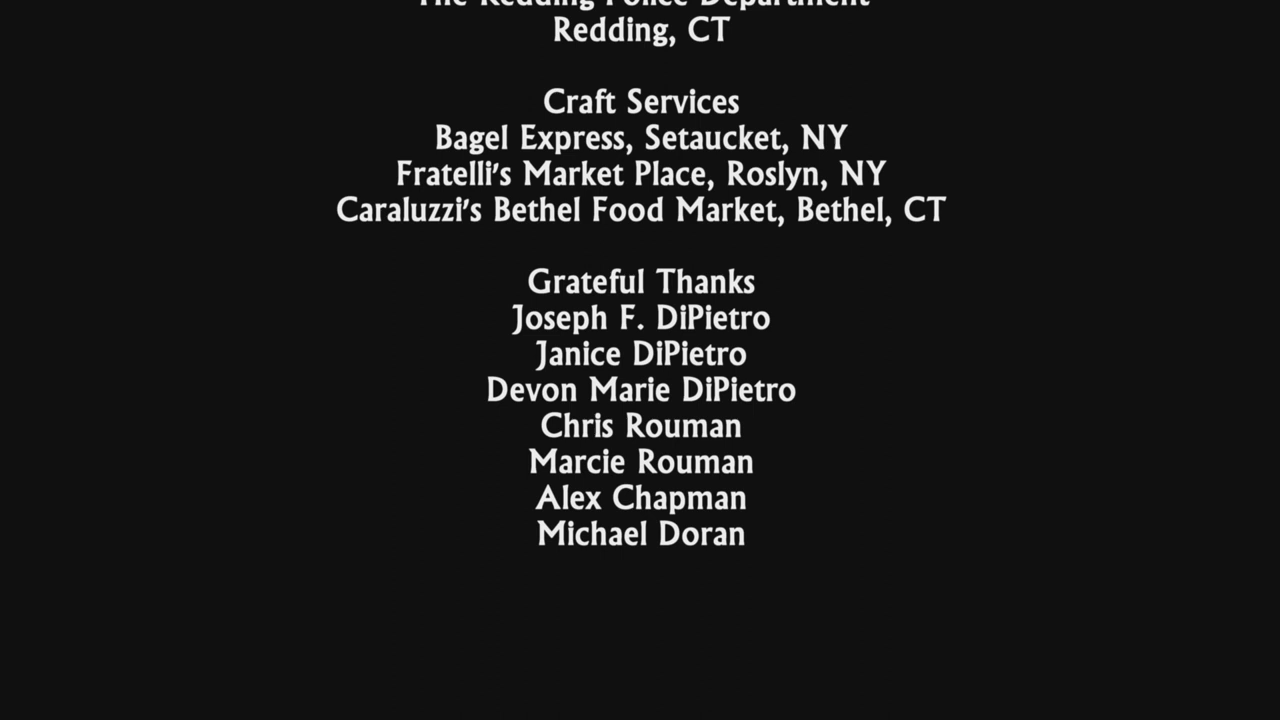 The Redding Police Department
Redding, CT
Craft Services
Bagel Express, Setaucket, NY
Fratelli's Market Place, Roslyn, NY
Caraluzzi's Bethel Food Market, Bethel, CT
Grateful Thanks
Joseph F. DiPietro
Janice DiPietro
Devon Marie DiPietro
Chris Rouman
Marcie Rouman
Alex Chapman
Michael Doran